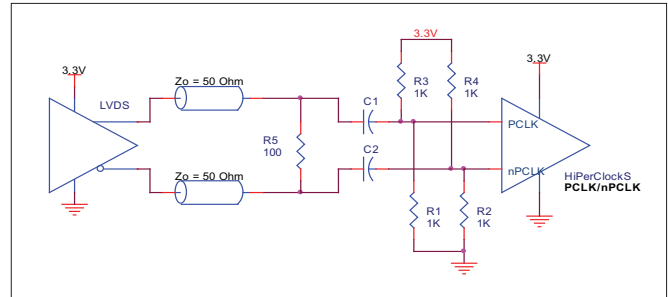 3.3V
3.3V
3.3V
Zo = 50 Ohm
LVDS
C1
R3
1K
R4
1K
R5
100
PCLK
C2
nPCLK
Zo = 50 Ohm
HiPerClockS
PCLK/nPCLK
R1
1K
R2
1K